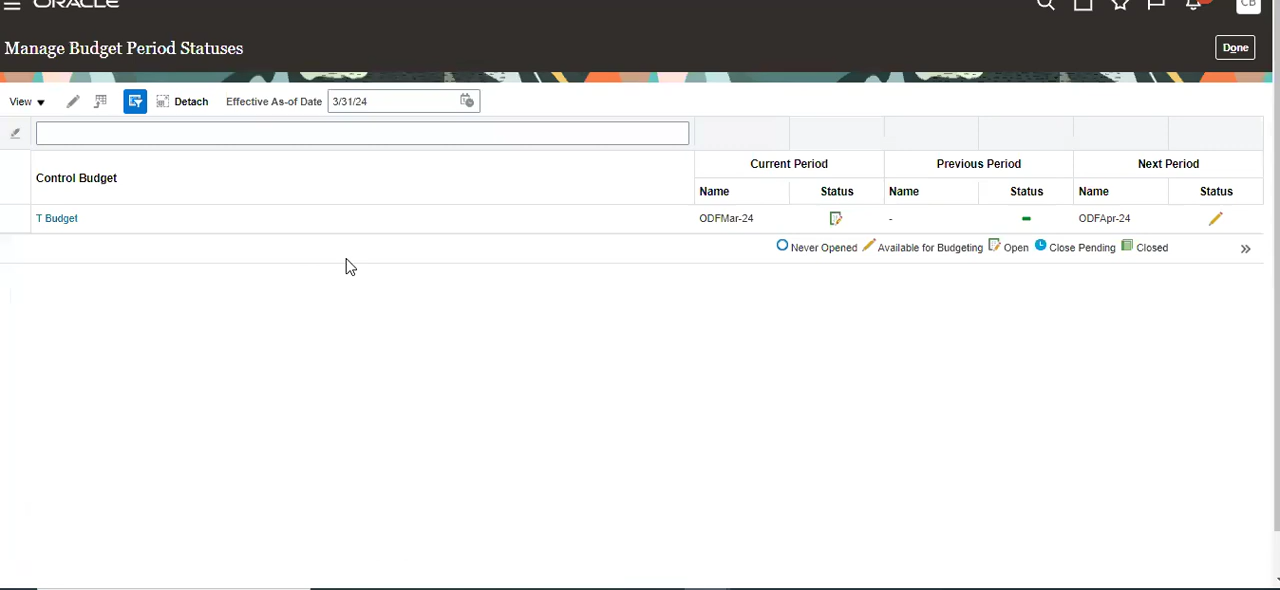 ORACLE
CB
Manage Budget Period Statuses
Done
View Detach Effective As-of Date 3/31/24
Current Period Previous Period Next Period
Control Budget
Name Status Name Status Name Status
T Budget ODFMar-24 - ODFApr-24
Never Opened Available for Budgeting Open Close Pending Closed »